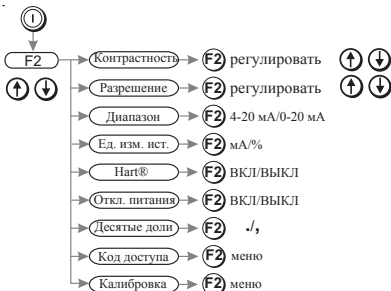 F2
Контрастность F2 регулировать
Разрешение F2 регулировать
Диапазон F2 4-20 мА/0-20 мА
Ед. изм. ист. F2 мА/%
Hart® F2 ВКЛ/ВЫКЛ
Откл. питания F2 ВКЛ/ВЫКЛ
Десятые доли F2 ./,
Код доступа F2 меню
Калибровка F2 меню